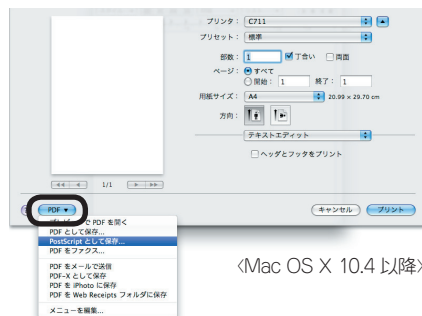 プリンタ： C711
プリセット： 標準
部数： 1 丁合い 両面
ページ： すべて
開始： 1 終了： 1
用紙サイズ： A4 20.99 x 29.70 cm
方向：
テキストエディット
ヘッダとフッタをプリント
1/1
? PDF ▼ キャンセル プリント
プレビューで PDF を開く
PDF として保存...
PostScript として保存...
PDF をファクス...
PDF をメールで送信
PDF-X として保存
PDF を iPhoto に保存
PDF を Web Receipts フォルダに保存
メニューを編集...
〈Mac OS X 10.4 以降〉